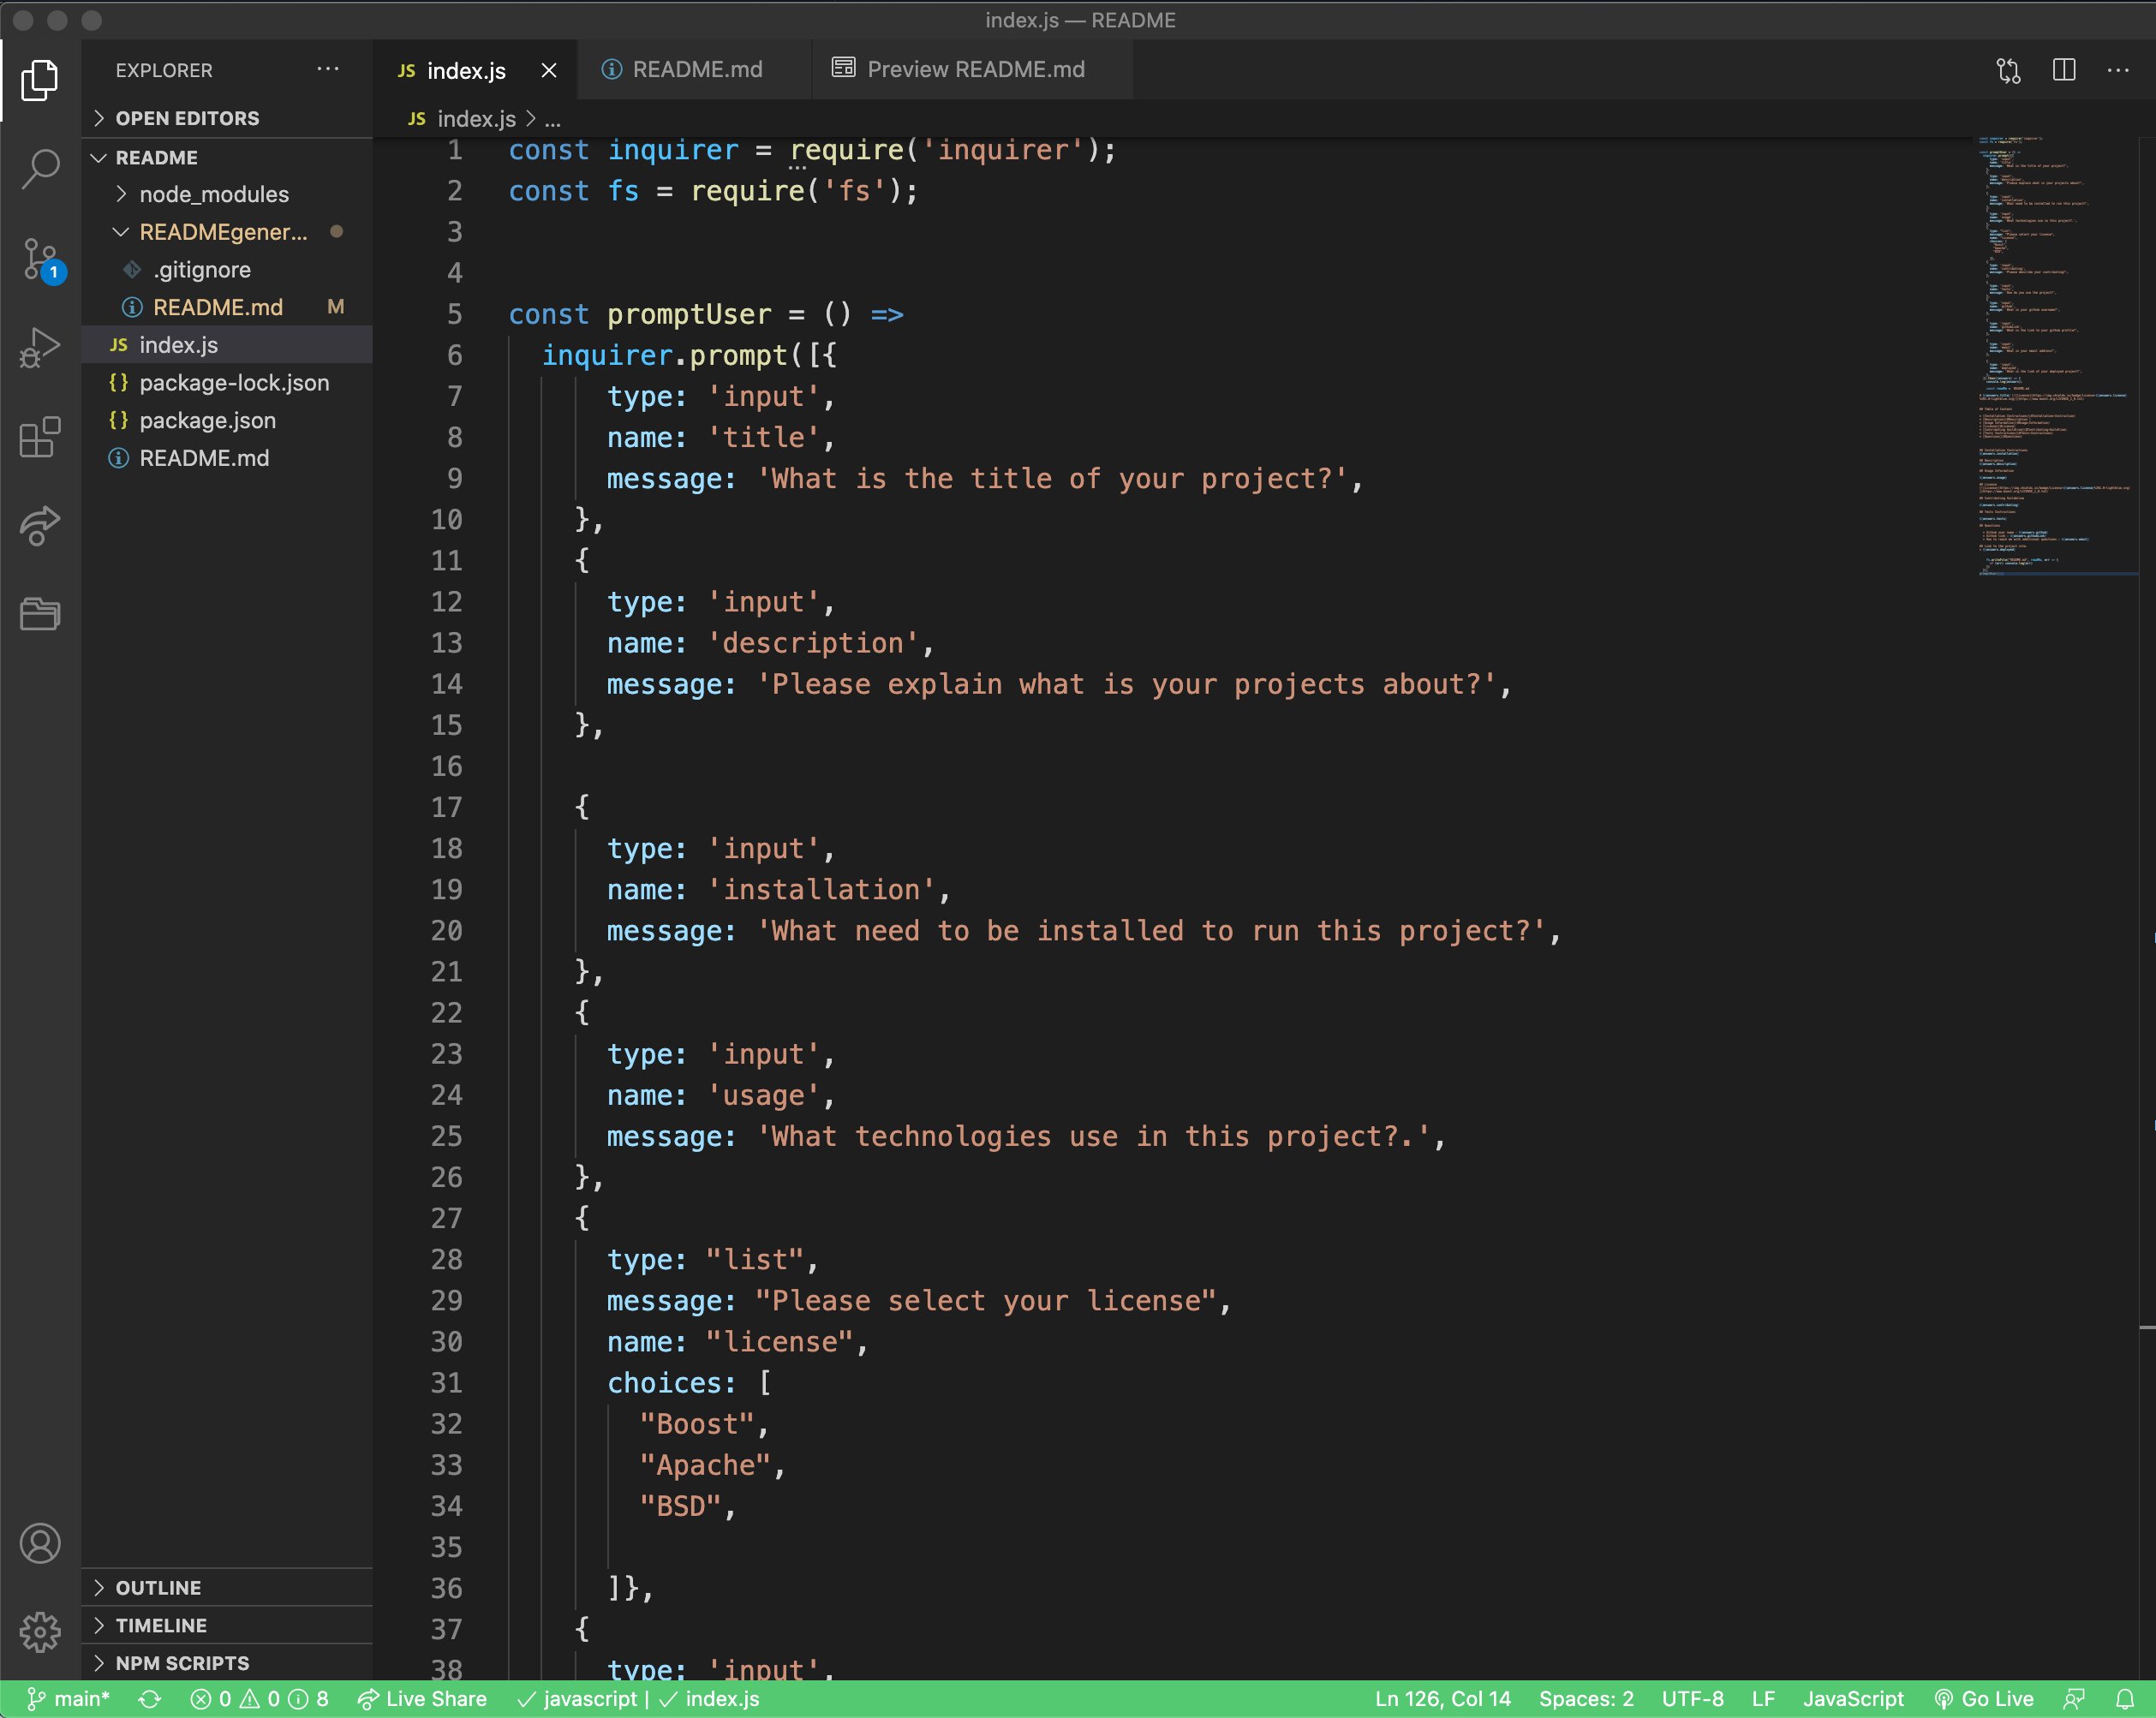 index.js — README
EXPLORER
OPEN EDITORS
README
node_modules
READMEgener...
.gitignore
README.md M
JS index.js
{} package-lock.json
{} package.json
README.md
OUTLINE
TIMELINE
NPM SCRIPTS
1
JS index.js
README.md
Preview README.md
JS index.js > ...
1 const inquirer = require('inquirer');
2 const fs = require('fs');
3
4
5 const promptUser = () =>
6 inquirer.prompt([{
7 type: 'input',
8 name: 'title',
9 message: 'What is the title of your project?',
10 },
11 {
12 type: 'input',
13 name: 'description',
14 message: 'Please explain what is your projects about?',
15 },
16
17 {
18 type: 'input',
19 name: 'installation',
20 message: 'What need to be installed to run this project?',
21 },
22 {
23 type: 'input',
24 name: 'usage',
25 message: 'What technologies use in this project?.',
26 },
27 {
28 type: "list",
29 message: "Please select your license",
30 name: "license",
31 choices: [
32 "Boost",
33 "Apache",
34 "BSD",
35
36 ]},
37 {
38 type: 'input',
main* 0 0 8 Live Share javascript | index.js Ln 126, Col 14 Spaces: 2 UTF-8 LF JavaScript Go Live